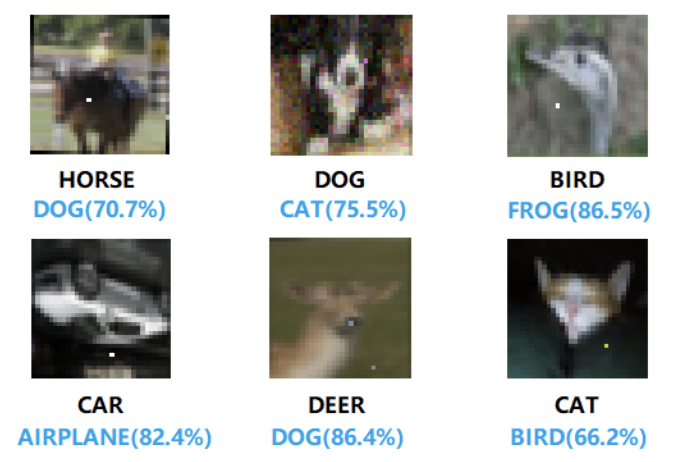 HORSE
DOG(70.7%)
DOG
CAT(75.5%)
BIRD
FROG(86.5%)
CAR
AIRPLANE(82.4%)
DEER
DOG(86.4%)
CAT
BIRD(66.2%)